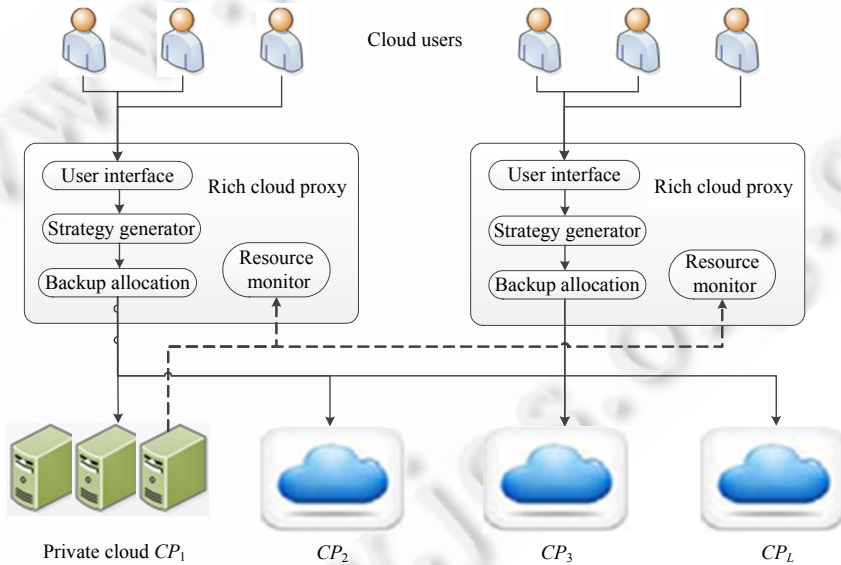 Cloud users
User interface
Rich cloud proxy
Strategy generator
Backup allocation
Resource
monitor
User interface
Rich cloud proxy
Strategy generator
Backup allocation
Resource
monitor
Private cloud CP1
CP2
CP3
CPL